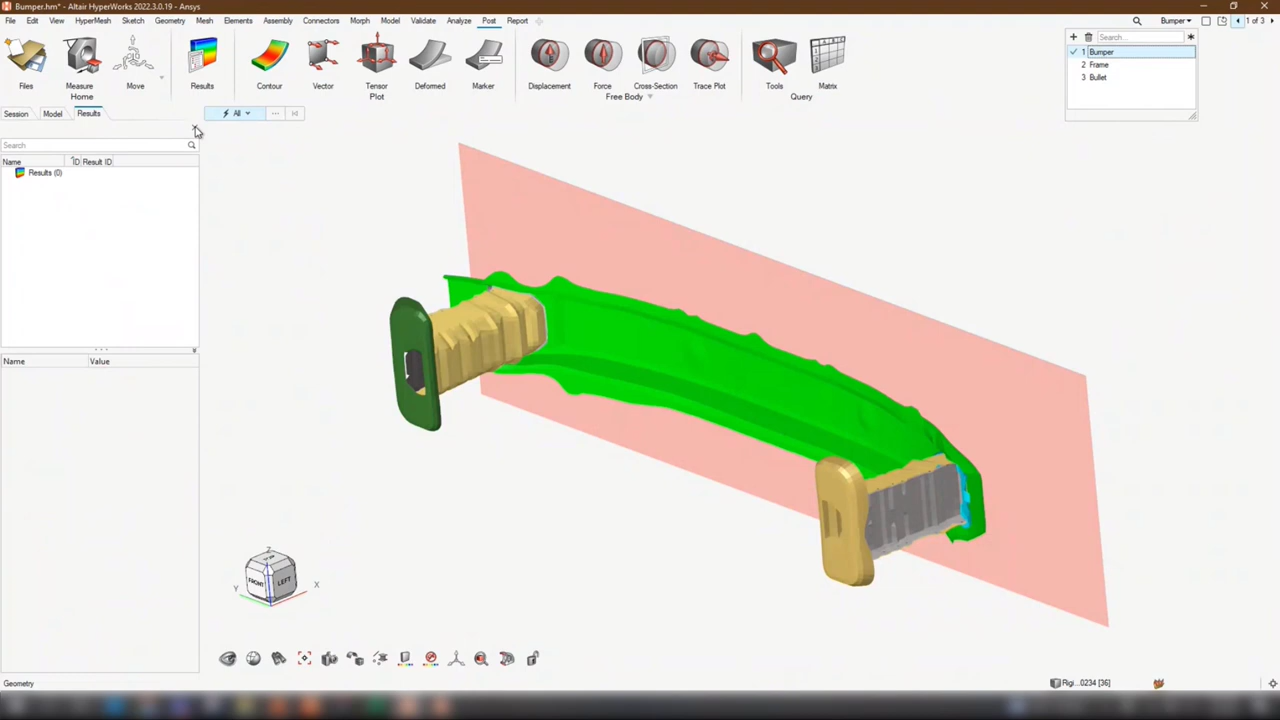 Bumper.hm* - Altair HyperWorks 2022.3.0.19 - Ansys
File Edit View HyperMesh Sketch Geometry Mesh Elements Assembly Connectors Morph Model Validate Analyze Post Report
Bumper 1 of 3
Files Measure Move Results Contour Vector Tensor Deformed Marker Displacement Force Cross-Section Trace Plot Tools Matrix
Home Plot Free Body Query
Search...
1 Bumper
2 Frame
3 Bullet
Session Model Results
All
Search
Name ID Result ID
Results (0)
Name Value
Z
TOP
FRONT LEFT
Y X
Geometry
Rigi...0234 [36]